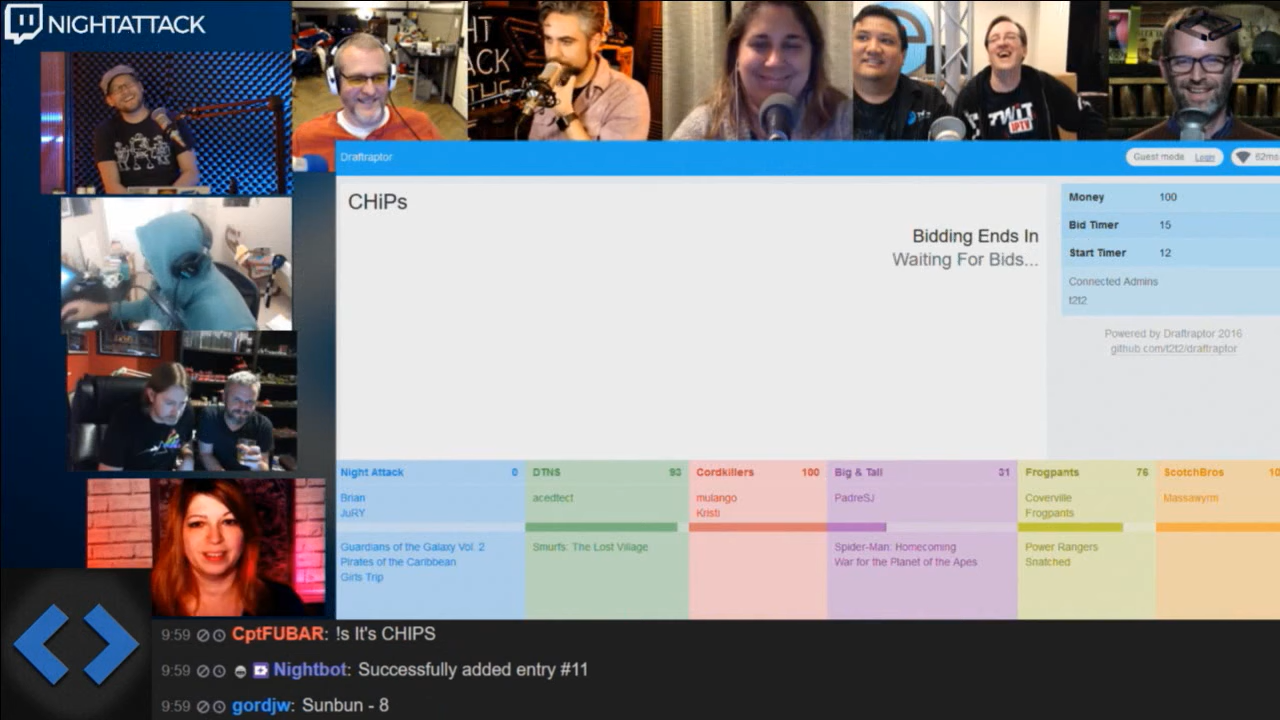 NIGHTATTACK
TWiT
IPTV
Draftraptor
Guest mode Login 62ms
CHiPs
Bidding Ends In
Waiting For Bids...
Money 100
Bid Timer 15
Start Timer 12
Connected Admins
t2t2
Powered by Draftraptor 2016
github.com/t2t2/draftraptor
Night Attack 0 DTNS 93 Cordkillers 100 Big & Tall 31 Frogpants 76 ScotchBros 10
Brian acedtect mulango PadreSJ Coverville Massawyrm
JuRY Kristi Frogpants
Guardians of the Galaxy Vol. 2 Smurfs: The Lost Village Spider-Man: Homecoming Power Rangers
Pirates of the Caribbean War for the Planet of the Apes Snatched
Girls Trip
9:59 CptFUBAR: !s It's CHIPS
9:59 Nightbot: Successfully added entry #11
9:59 gordjw: Sunbun - 8